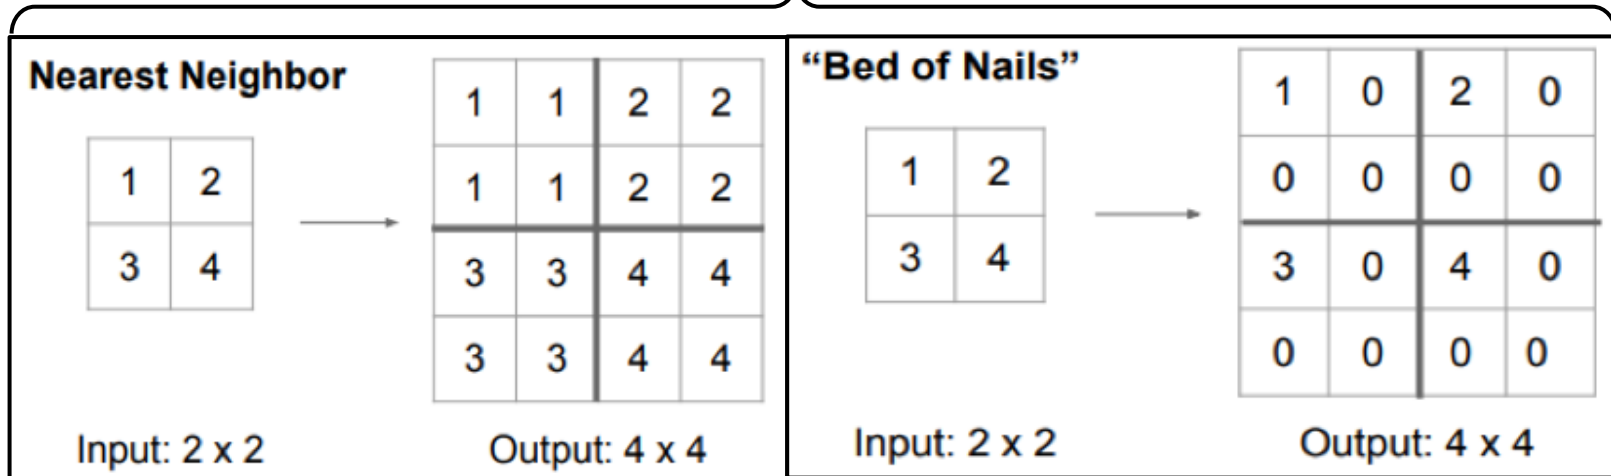 Nearest Neighbor
1 2
3 4
1 1 2 2
1 1 2 2
3 3 4 4
3 3 4 4
Input: 2 x 2
Output: 4 x 4
“Bed of Nails”
1 2
3 4
1 0 2 0
0 0 0 0
3 0 4 0
0 0 0 0
Input: 2 x 2
Output: 4 x 4